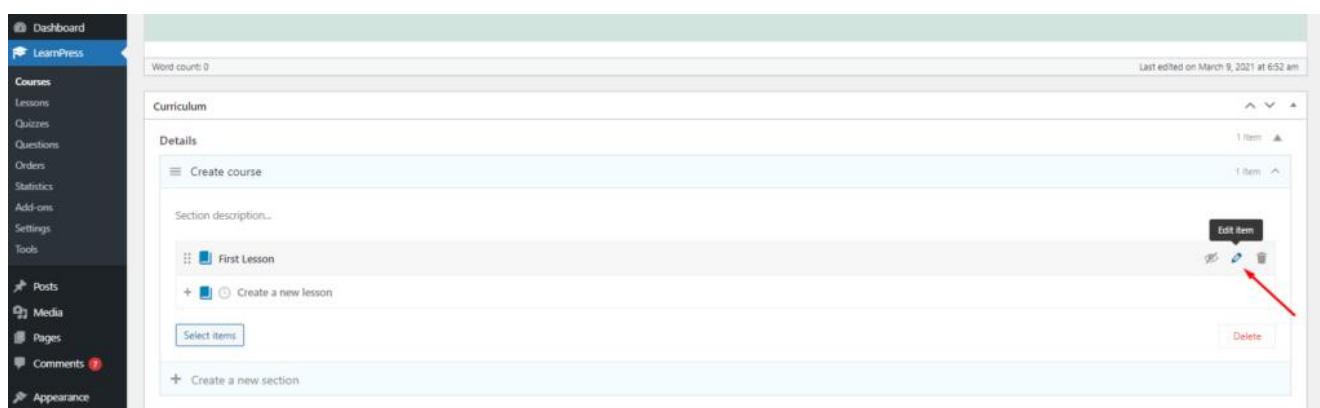 Dashboard
LearnPress
Courses
Lessons
Quizzes
Questions
Orders
Statistics
Add-ons
Settings
Tools
Posts
Media
Pages
Comments 7
Appearance
Word count: 0
Last edited on March 9, 2021 at 6:52 am
Curriculum
Details
1 Item
Create course
1 Item
Section description...
Edit item
First Lesson
Create a new lesson
Select items
Delete
Create a new section